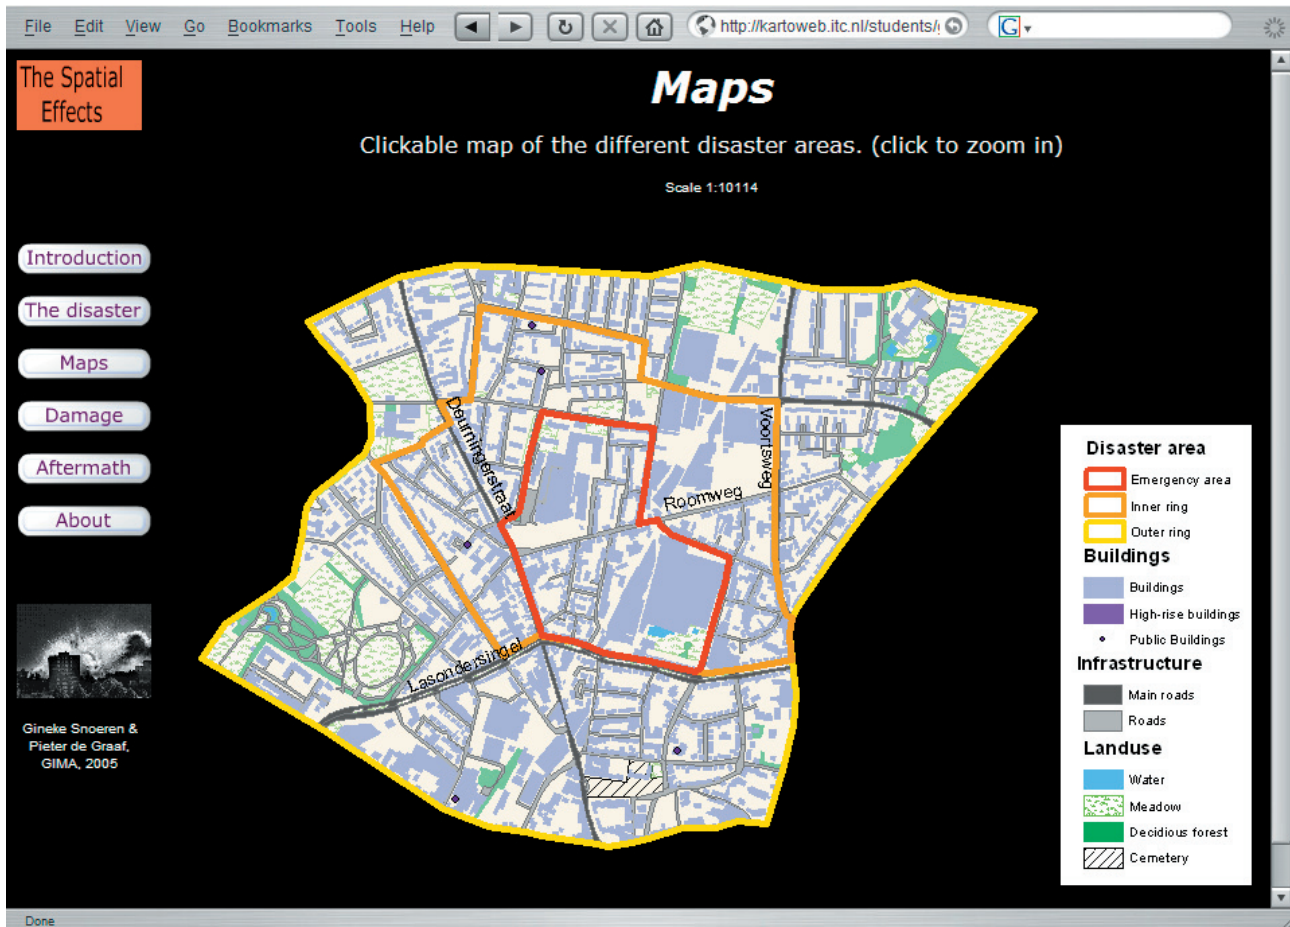 File Edit View Go Bookmarks Tools Help http://kartoweb.itc.nl/students/ G
The Spatial
Effects
Maps
Clickable map of the different disaster areas. (click to zoom in)
Scale 1:10114
Introduction
The disaster
Maps
Damage
Aftermath
About
Gineke Snoeren &
Pieter de Graaf,
GIMA, 2005
Deurningerstraat
Voortsweg
Roomweg
Lasondersingel
Disaster area
Emergency area
Inner ring
Outer ring
Buildings
Buildings
High-rise buildings
Public Buildings
Infrastructure
Main roads
Roads
Landuse
Water
Meadow
Decidious forest
Cemetery
Done